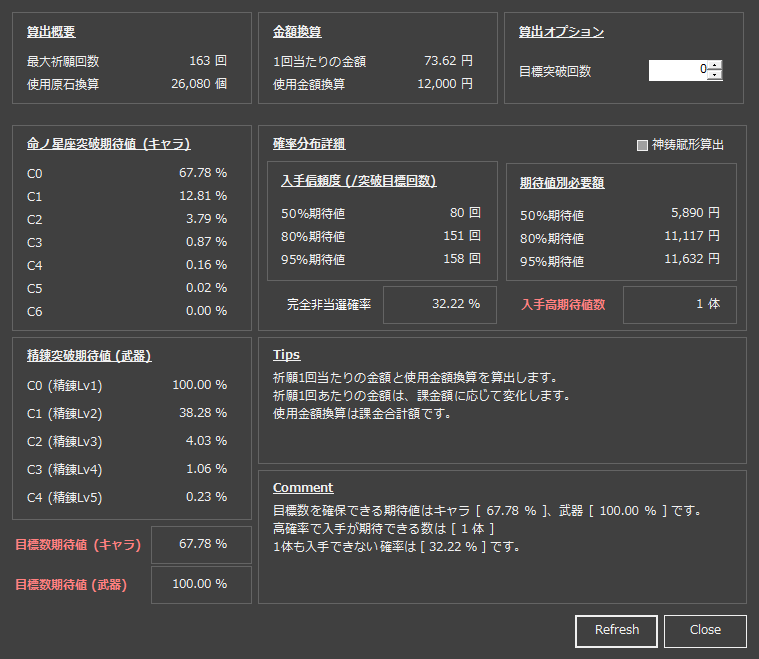 算出概要
最大祈願回数 163 回
使用原石換算 26,080 個
金額換算
1回当たりの金額 73.62 円
使用金額換算 12,000 円
算出オプション
目標突破回数 0
命ノ星座突破期待値 (キャラ)
C0 67.78 %
C1 12.81 %
C2 3.79 %
C3 0.87 %
C4 0.16 %
C5 0.02 %
C6 0.00 %
確率分布詳細
神鋳賦形算出
入手信頼度 (/突破目標回数)
50%期待値 80 回
80%期待値 151 回
95%期待値 158 回
期待値別必要額
50%期待値 5,890 円
80%期待値 11,117 円
95%期待値 11,632 円
完全非当選確率 32.22 %
入手高期待値数 1 体
精錬突破期待値 (武器)
C0 (精錬Lv1) 100.00 %
C1 (精錬Lv2) 38.28 %
C2 (精錬Lv3) 4.03 %
C3 (精錬Lv4) 1.06 %
C4 (精錬Lv5) 0.23 %
目標数期待値 (キャラ) 67.78 %
目標数期待値 (武器) 100.00 %
Tips
祈願1回当たりの金額と使用金額換算を算出します。
祈願1回あたりの金額は、課金額に応じて変化します。
使用金額換算は課金合計額です。
Comment
目標数を確保できる期待値はキャラ [ 67.78 % ]、武器 [ 100.00 % ] です。
高確率で入手が期待できる数は [ 1 体 ]
1体も入手できない確率は [ 32.22 % ] です。
Refresh Close